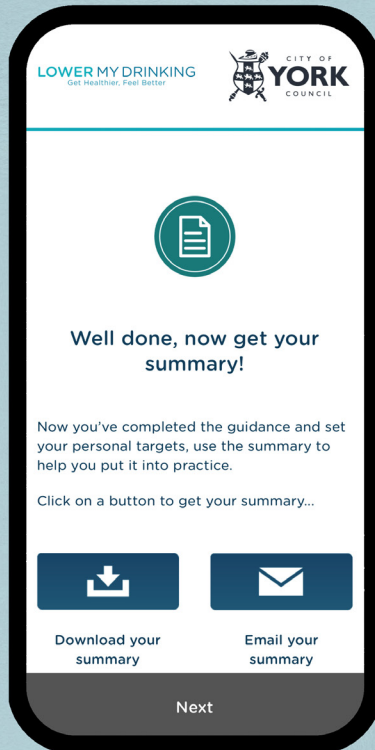 LOWER MY DRINKING
Get Healthier, Feel Better
CITY OF
YORK
COUNCIL
Well done, now get your
summary!
Now you've completed the guidance and set
your personal targets, use the summary to
help you put it into practice.
Click on a button to get your summary...
Download your
summary
Email your
summary
Next